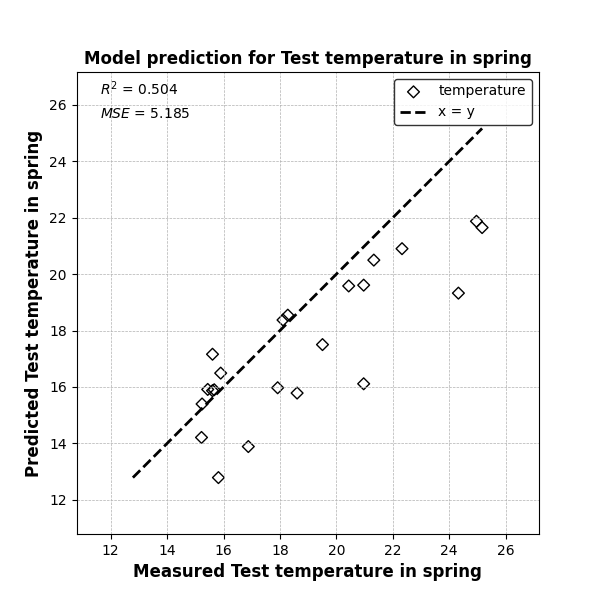 Model prediction for Test temperature in spring
R² = 0.504
MSE = 5.185
temperature
x = y
Predicted Test temperature in spring
26
24
22
20
18
16
14
12
12 14 16 18 20 22 24 26
Measured Test temperature in spring